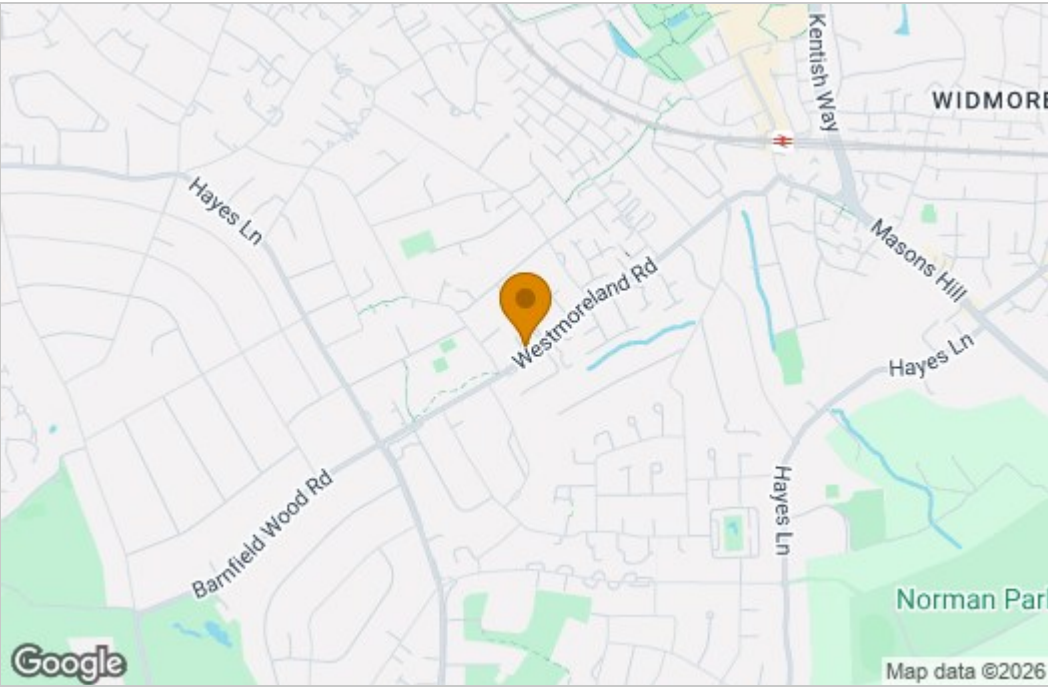 Kentish Way
WIDMORE
Hayes Ln
Masons Hill
Westmoreland Rd
Hayes Ln
Barnfield Wood Rd
Hayes Ln
Norman Park
Google
Map data ©2026